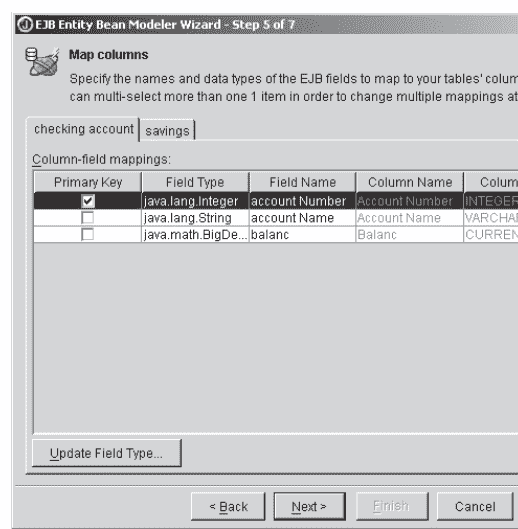 EJB Entity Bean Modeler Wizard - Step 5 of 7
Map columns
Specify the names and data types of the EJB fields to map to your tables' colum
can multi-select more than one 1 item in order to change multiple mappings at
checking account savings
Column-field mappings:
Primary Key Field Type Field Name Column Name Colum
java.lang.Integer account Number Account Number INTEGER
java.lang.String account Name Account Name VARCHA
java.math.BigDe... balanc Balanc CURREN
Update Field Type...
< Back Next > Finish Cancel